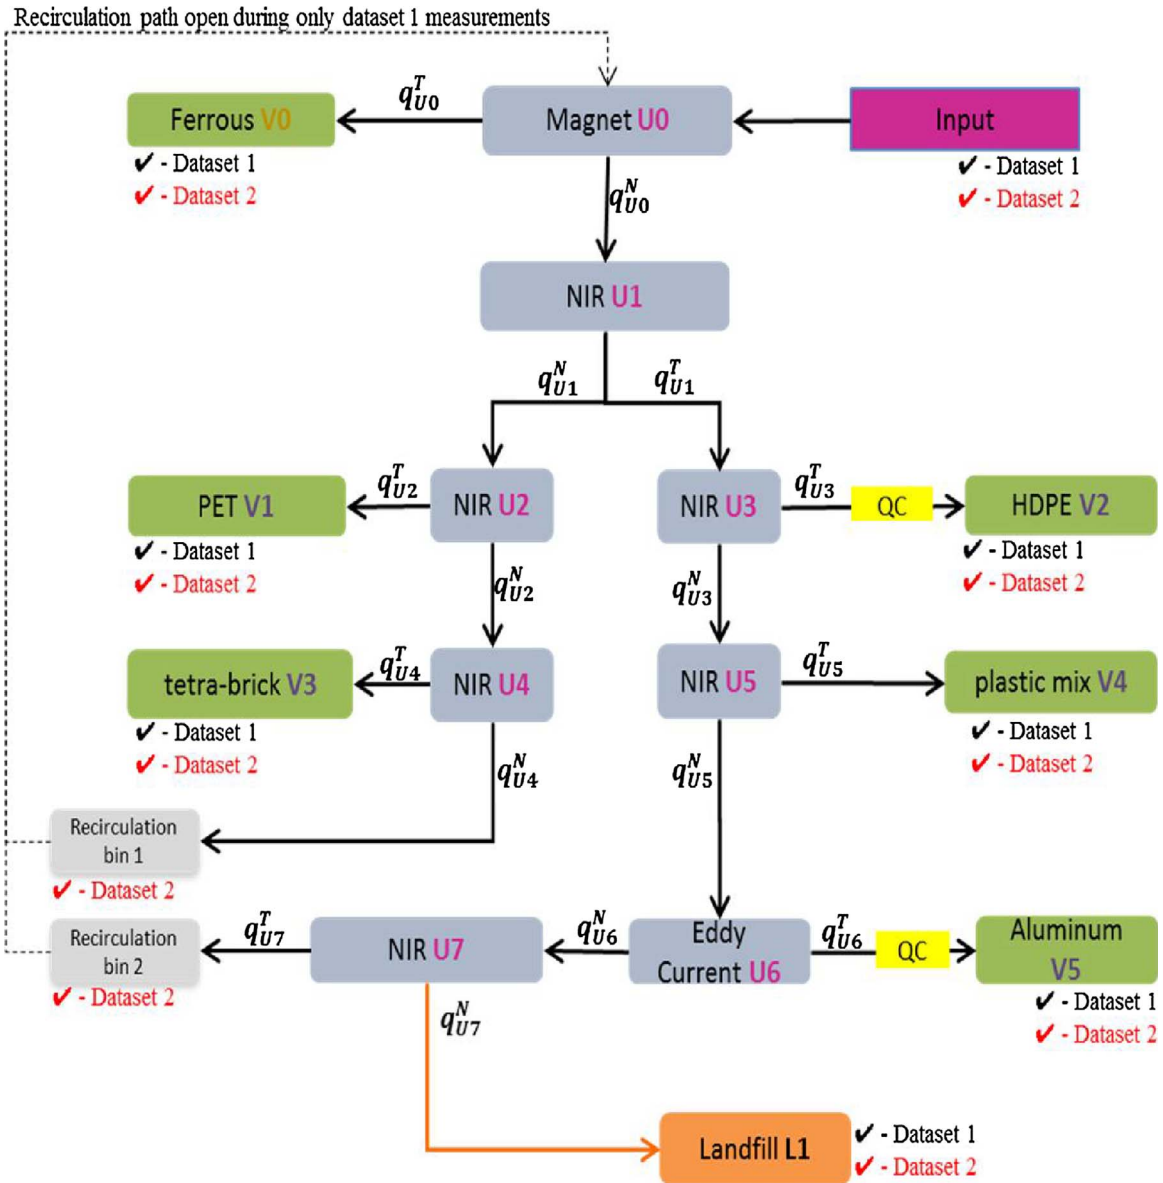 Recirculation path open during only dataset 1 measurements
q^T_U0
Ferrous V0
Magnet U0
Input
✔ - Dataset 1
✔ - Dataset 2
✔ - Dataset 1
✔ - Dataset 2
q^N_U0
NIR U1
q^N_U1
q^T_U1
PET V1
q^T_U2
NIR U2
NIR U3
q^T_U3
QC
HDPE V2
✔ - Dataset 1
✔ - Dataset 2
✔ - Dataset 1
✔ - Dataset 2
q^N_U2
q^N_U3
tetra-brick V3
q^T_U4
NIR U4
NIR U5
q^T_U5
plastic mix V4
✔ - Dataset 1
✔ - Dataset 2
✔ - Dataset 1
✔ - Dataset 2
q^N_U4
q^N_U5
Recirculation
bin 1
✔ - Dataset 2
Recirculation
bin 2
q^T_U7
NIR U7
q^N_U6
Eddy
Current U6
q^T_U6
QC
Aluminum
V5
✔ - Dataset 2
✔ - Dataset 1
✔ - Dataset 2
q^N_U7
Landfill L1
✔ - Dataset 1
✔ - Dataset 2